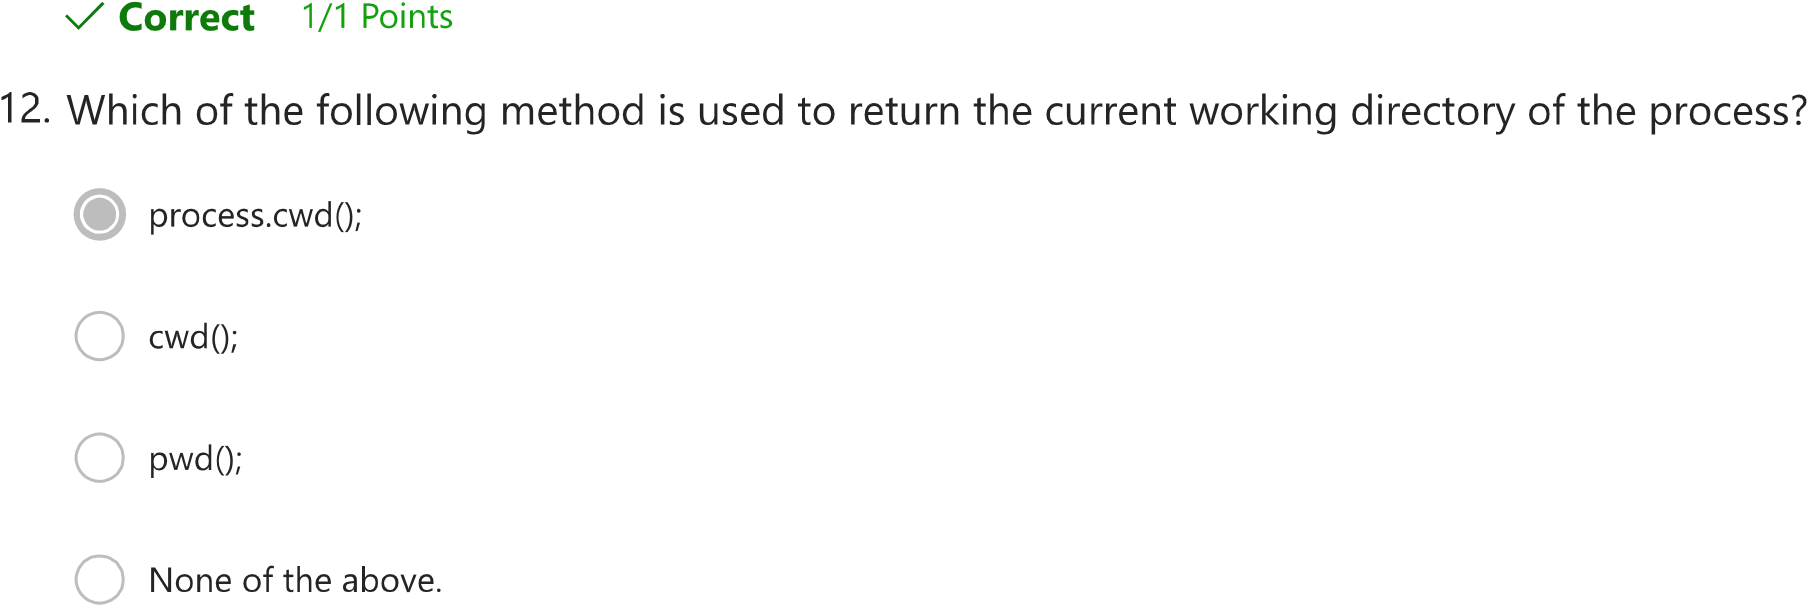 Correct 1/1 Points
12. Which of the following method is used to return the current working directory of the process?
process.cwd();
cwd();
pwd();
None of the above.